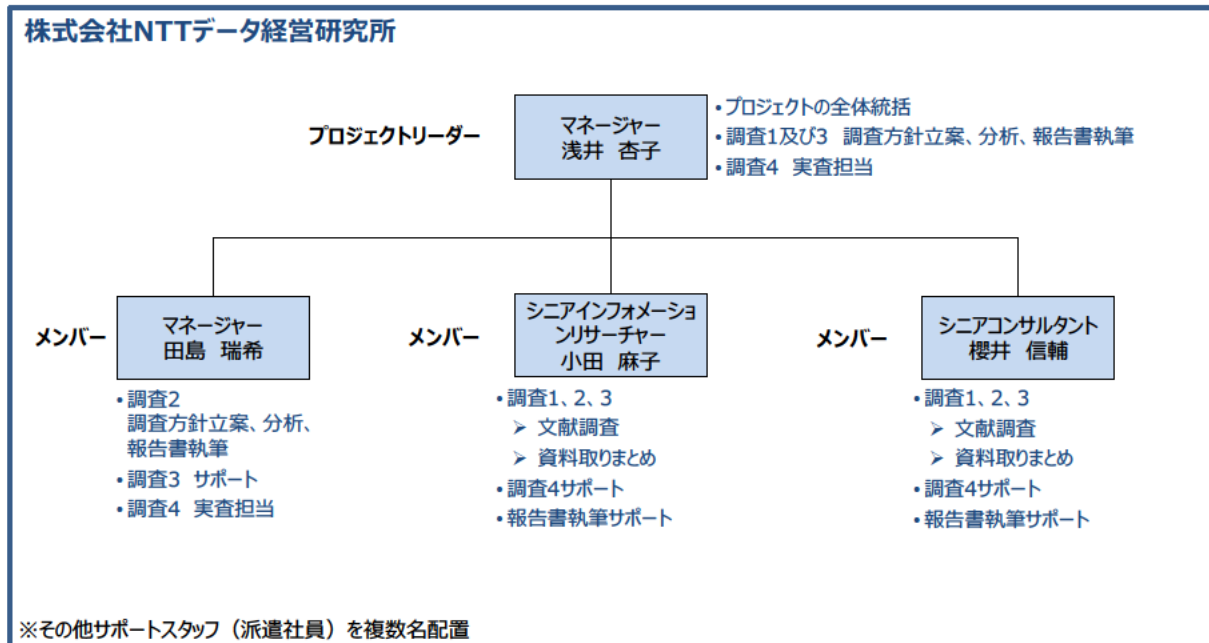 株式会社NTTデータ経営研究所
プロジェクトリーダー
マネージャー
浅井 杏子
•プロジェクトの全体統括
•調査1及び3 調査方針立案、分析、報告書執筆
•調査4 実査担当
メンバー
マネージャー
田島 瑞希
•調査2
調査方針立案、分析、
報告書執筆
•調査3 サポート
•調査4 実査担当
メンバー
シニアインフォメーショ
ンリサーチャー
小田 麻子
•調査1、2、3
➢ 文献調査
➢ 資料取りまとめ
•調査4サポート
•報告書執筆サポート
メンバー
シニアコンサルタント
櫻井 信輔
•調査1、2、3
➢ 文献調査
➢ 資料取りまとめ
•調査4サポート
•報告書執筆サポート
※その他サポートスタッフ（派遣社員）を複数名配置